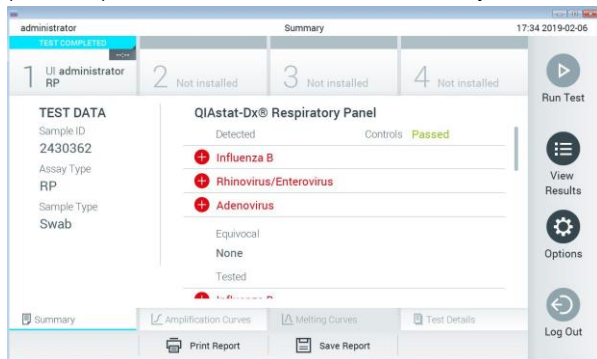 administrator Summary 17:34 2019-02-06
TEST COMPLETED
1 UI administrator
RP
2 Not installed
3 Not installed
4 Not installed
Run Test
TEST DATA
Sample ID
2430362
Assay Type
RP
Sample Type
Swab
QIAstat-Dx® Respiratory Panel
Detected Controls Passed
Influenza B
Rhinovirus/Enterovirus
Adenovirus
Equivocal
None
Tested
Influenza B
View
Results
Options
Log Out
Summary Amplification Curves Melting Curves Test Details
Print Report Save Report